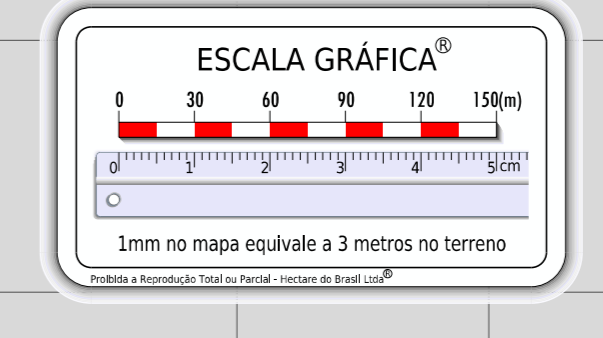 ESCALA GRÁFICA®
0 30 60 90 120 150(m)
0 1 2 3 4 5 cm
1mm no mapa equivale a 3 metros no terreno
Proibida a Reprodução Total ou Parcial - Hectare do Brasil Ltda®